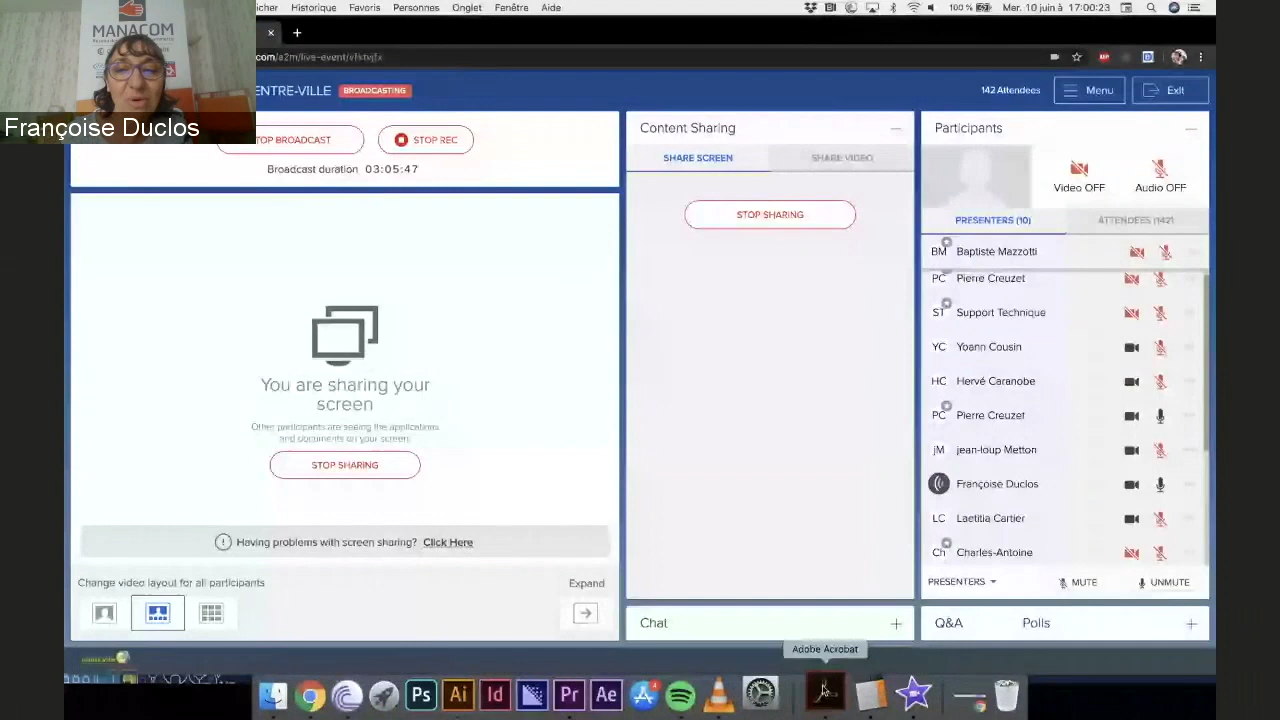 MANACOM
Françoise Duclos
cher Historique Favoris Personnes Onglet Fenêtre Aide
100 % Mar. 10 juin à 17:00:23
ENTRE-VILLE BROADCASTING
142 Attendees Menu Exit
TOP BROADCAST STOP REC
Broadcast duration 03:05:47
You are sharing your
screen
Other participants are seeing the applications
and documents on your screen.
STOP SHARING
Having problems with screen sharing? Click Here
Change video layout for all participants Expand
Content Sharing
SHARE SCREEN SHARE VIDEO
STOP SHARING
Chat
Participants
Video OFF Audio OFF
PRESENTERS (10) ATTENDEES (142)
BM Baptiste Mazzotti
PC Pierre Creuzet
ST Support Technique
YC Yoann Cousin
HC Hervé Caranobe
PC Pierre Creuzet
jM jean-loup Metton
Françoise Duclos
LC Laetitia Cartier
Ch Charles-Antoine
PRESENTERS MUTE UNMUTE
Q&A Polls
Adobe Acrobat
Ps Ai Id Pr Ae